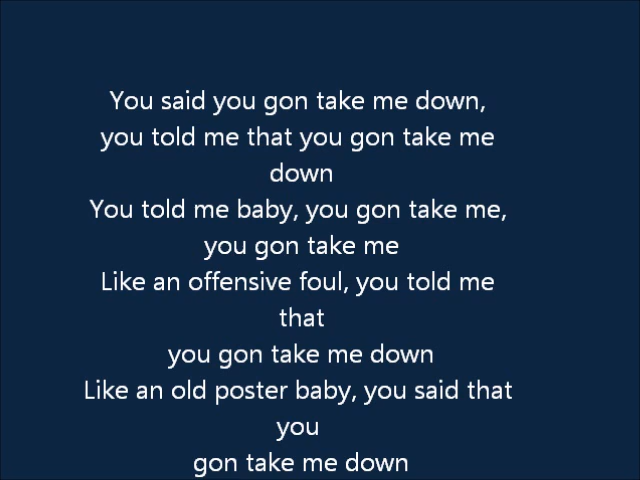 You said you gon take me down,
you told me that you gon take me
down
You told me baby, you gon take me,
you gon take me
Like an offensive foul, you told me
that
you gon take me down
Like an old poster baby, you said that
you
gon take me down